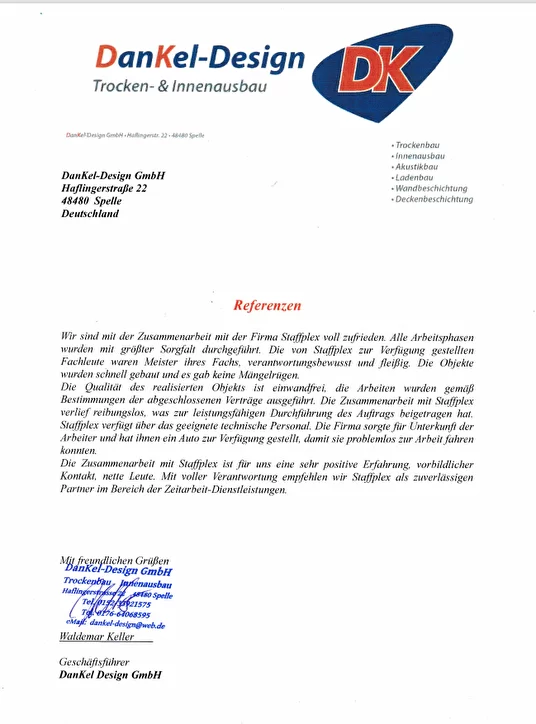 DanKel-Design
Trocken- & Innenausbau
DK
DanKel-Design GmbH • Haflingerstr. 22 • 48480 Spelle
• Trockenbau
• Innenausbau
• Akustikbau
• Ladenbau
• Wandbeschichtung
• Deckenbeschichtung
DanKel-Design GmbH
Haflingerstraße 22
48480 Spelle
Deutschland
Referenzen
Wir sind mit der Zusammenarbeit mit der Firma Staffplex voll zufrieden. Alle Arbeitsphasen
wurden mit größter Sorgfalt durchgeführt. Die von Staffplex zur Verfügung gestellten
Fachleute waren Meister ihres Fachs, verantwortungsbewusst und fleißig. Die Objekte
wurden schnell gebaut und es gab keine Mängelrügen.
Die Qualität des realisierten Objekts ist einwandfrei, die Arbeiten wurden gemäß
Bestimmungen der abgeschlossenen Verträge ausgeführt. Die Zusammenarbeit mit Staffplex
verlief reibungslos, was zur leistungsfähigen Durchführung des Auftrags beigetragen hat.
Staffplex verfügt über das geeignete technische Personal. Die Firma sorgte für Unterkunft der
Arbeiter und hat ihnen ein Auto zur Verfügung gestellt, damit sie problemlos zur Arbeit fahren
konnten.
Die Zusammenarbeit mit Staffplex ist für uns eine sehr positive Erfahrung, vorbildlicher
Kontakt, nette Leute. Mit voller Verantwortung empfehlen wir Staffplex als zuverlässigen
Partner im Bereich der Zeitarbeit-Dienstleistungen.
Mit freundlichen Grüßen
DanKel-Design GmbH
Trockenbau Innenausbau
Haflingerstrasse 22 48480 Spelle
Tel.
Tel. 0176-64068595
eMail: dankel-design@web.de
Waldemar Keller
Geschäftsführer
DanKel Design GmbH